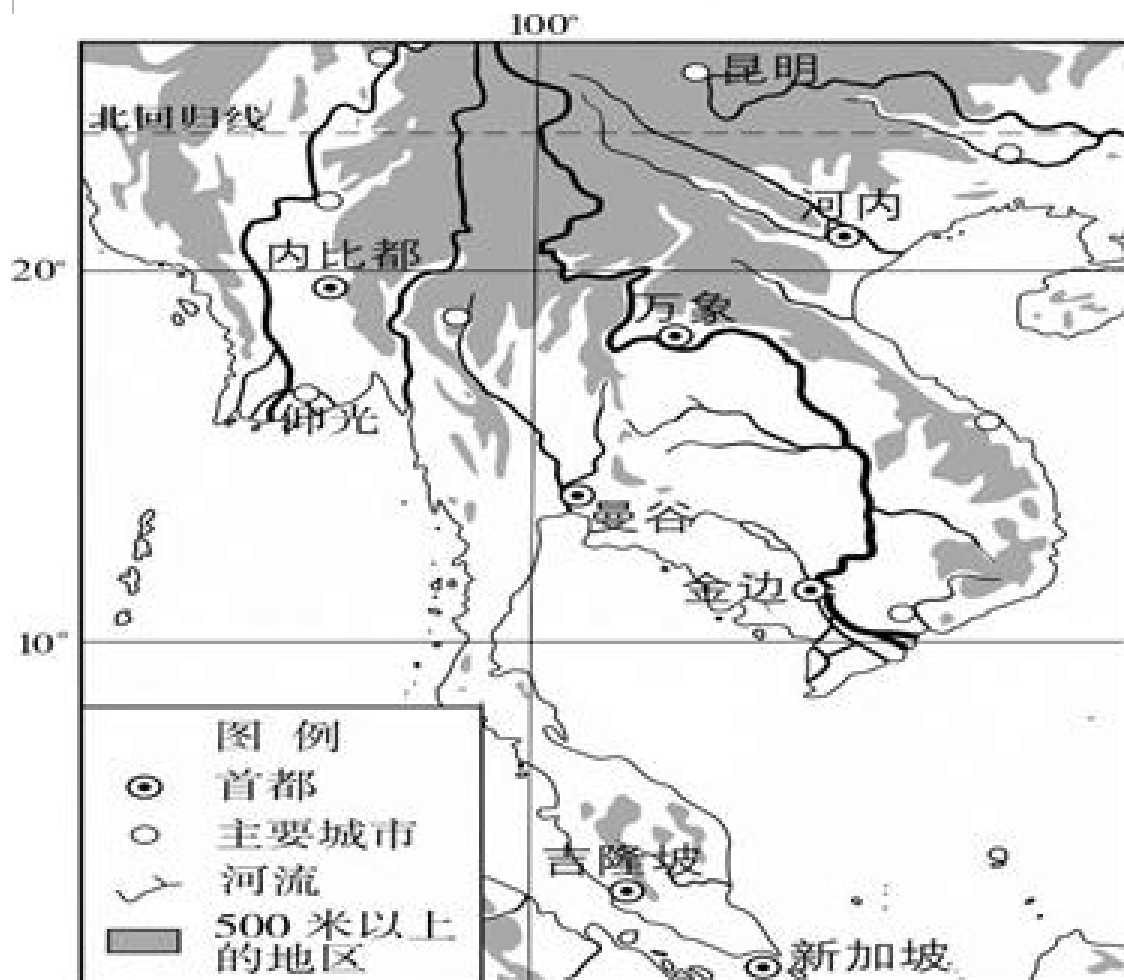 100°
昆明
北回归线
河内
20°
内比都
万象
仰光
曼谷
金边
10°
图 例
首都
主要城市
河流
500 米以上
的地区
吉隆坡
新加坡